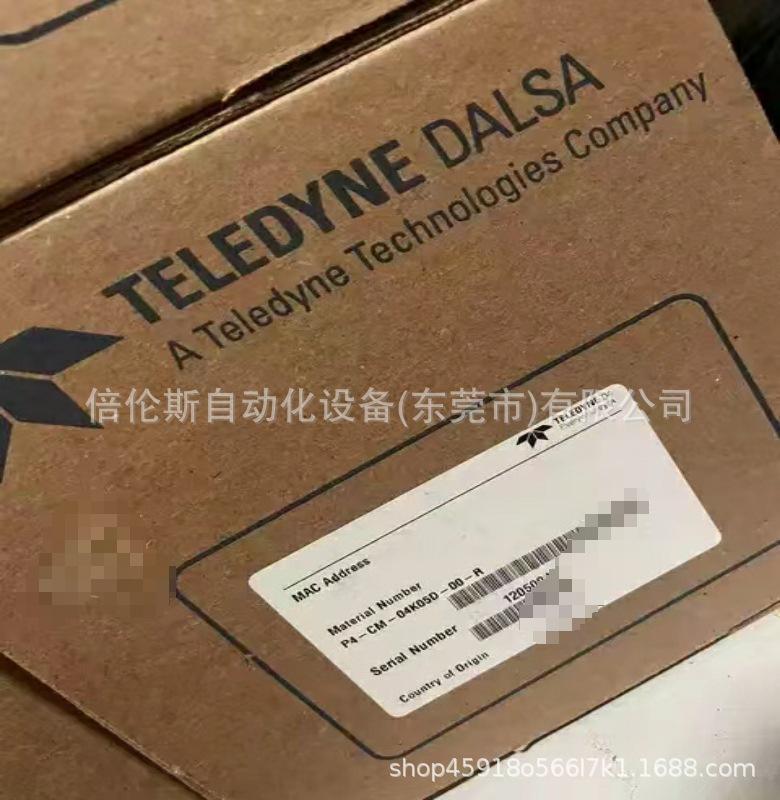 TELEDYNE DALSA
A Teledyne Technologies Company
倍伦斯自动化设备(东莞市)有限公司
TELEDYNE
MAC Address
Material Number
P4-CM-04K05D-00-R
Serial Number
Country of Origin
shop45918o566l7k1.1688.com